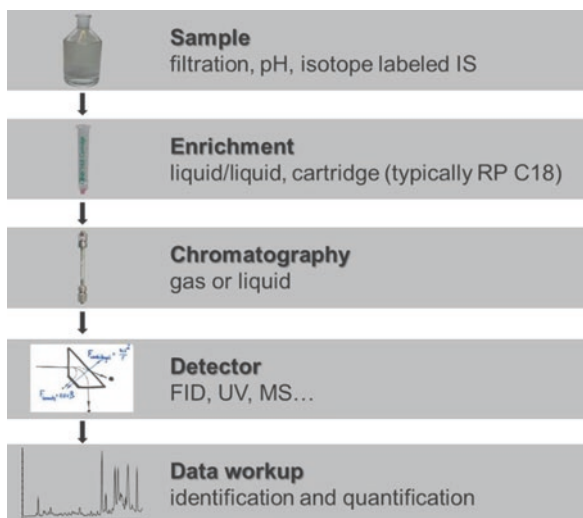 Sample
filtration, pH, isotope labeled IS
Enrichment
liquid/liquid, cartridge (typically RP C18)
Chromatography
gas or liquid
Detector
FID, UV, MS...
Data workup
identification and quantification